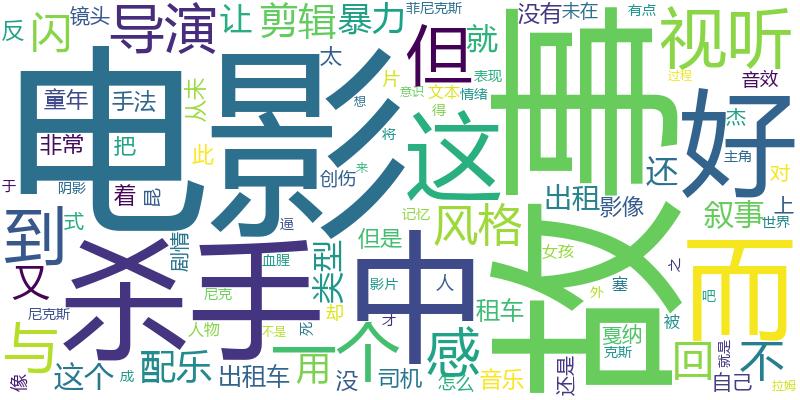 反
镜头
闪
导演
让
剪辑
暴力
菲尼克斯
没有
未在
有点
视听
太
但
就
表现
片
过程
电影
童年
手法
从未
情绪
意识
文本
音效
故事
非常
把
此
想
将
得
这
杰
主角
好
对
于
阴影
着
昆
创伤
来
还
出租
影像
叙事
上
世界
到
式
逼
记忆
风格
但是
女孩
之
又
剧情
杀手
血腥
类型
中
影片
人
外
塞
而
吧
尼克斯
尼克
租车
被
与
人物
不是
死
却
才
戛纳
克斯
回
就是
不
像
这个
成
配乐
出租车
一个
用
没
司机
感
怎么
音乐
还是
自己
拉姆